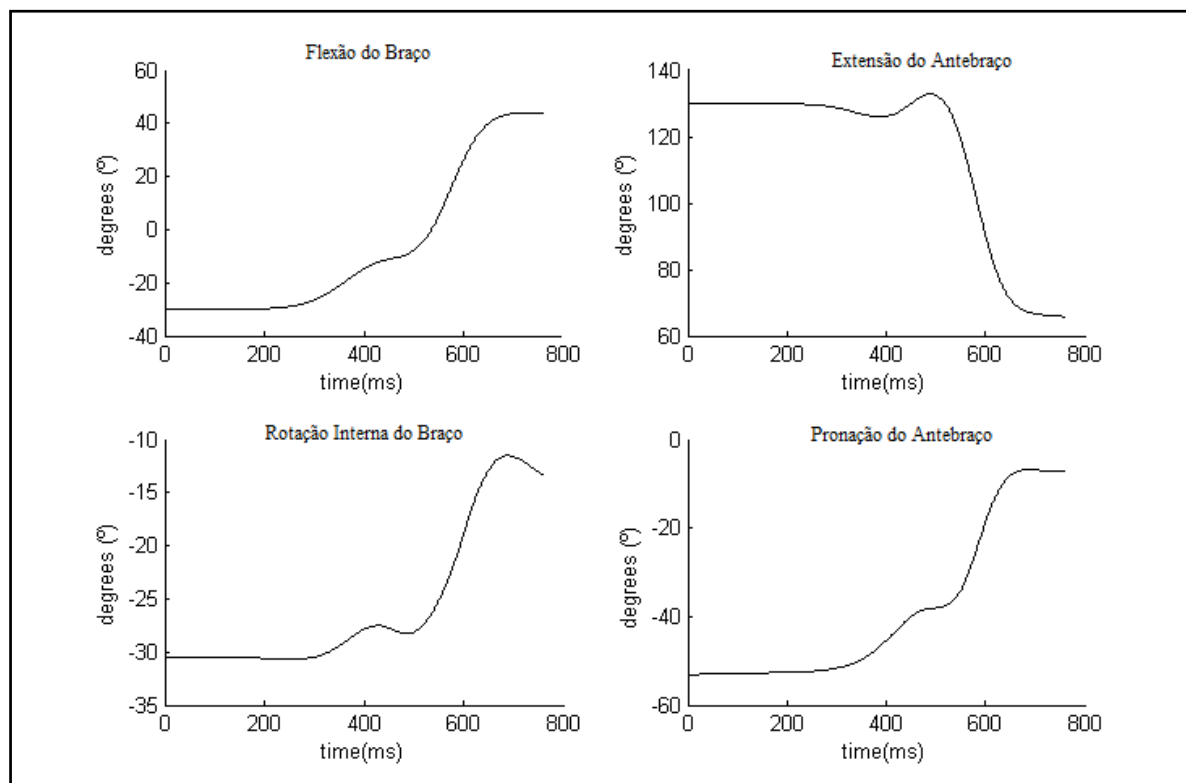 Flexão do Braço
60
40
20
0
-20
-40
degrees (º)
0 200 400 600 800
time(ms)
Extensão do Antebraço
140
120
100
80
60
degrees (º)
0 200 400 600 800
time(ms)
Rotação Interna do Braço
-10
-15
-20
-25
-30
-35
degrees (º)
0 200 400 600 800
time(ms)
Pronação do Antebraço
0
-20
-40
-60
degrees (º)
0 200 400 600 800
time(ms)